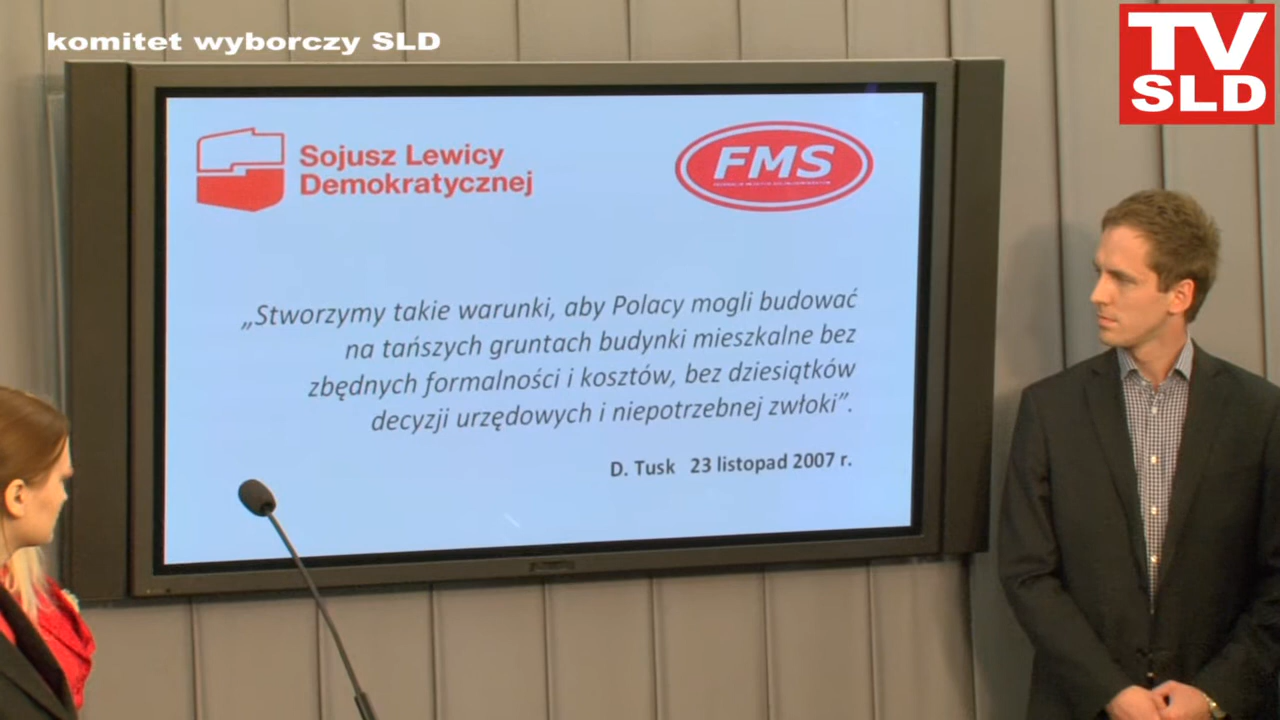 komitet wyborczy SLD
TV
SLD
Sojusz Lewicy
Demokratycznej
FMS
„Stworzymy takie warunki, aby Polacy mogli budować
na tańszych gruntach budynki mieszkalne bez
zbędnych formalności i kosztów, bez dziesiątków
decyzji urzędowych i niepotrzebnej zwłoki”.
D. Tusk 23 listopad 2007 r.